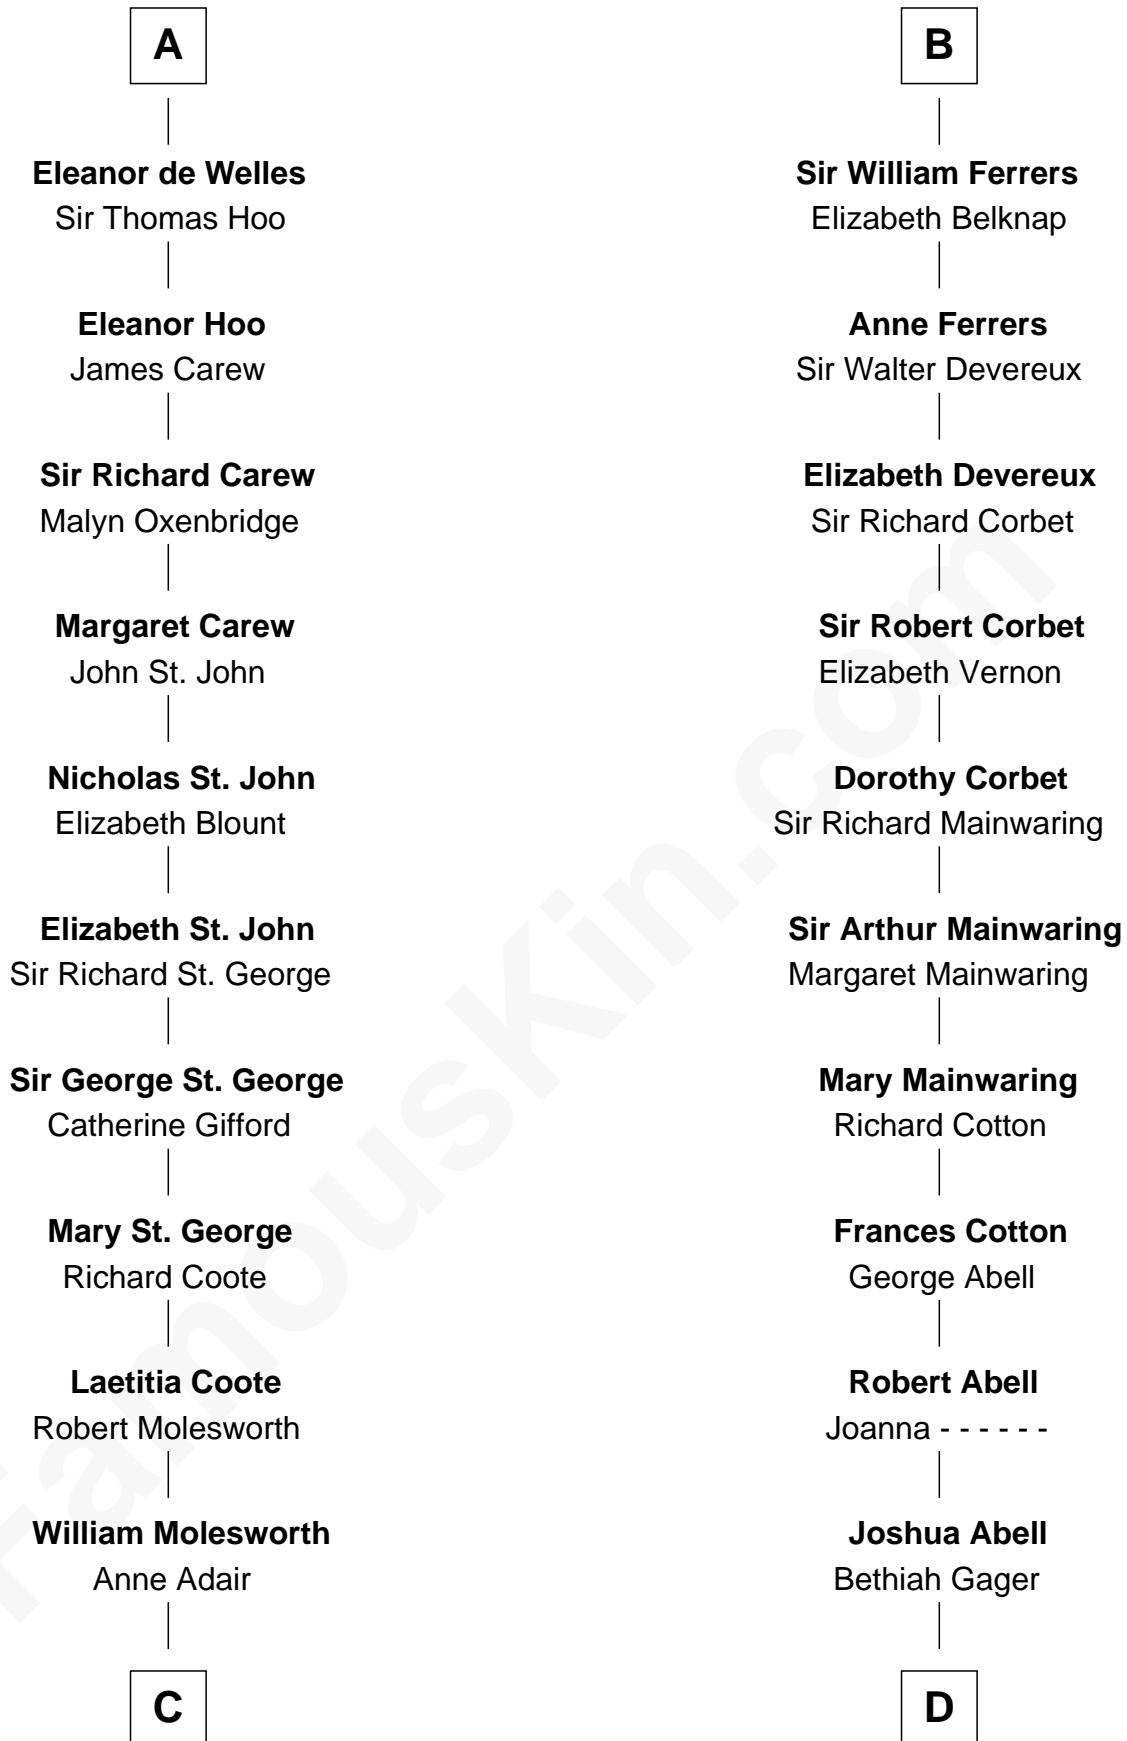 A
Eleanor de Welles
Sir Thomas Hoo
Eleanor Hoo
James Carew
Sir Richard Carew
Malyn Oxenbridge
Margaret Carew
John St. John
Nicholas St. John
Elizabeth Blount
Elizabeth St. John
Sir Richard St. George
Sir George St. George
Catherine Gifford
Mary St. George
Richard Coote
Laetitia Coote
Robert Molesworth
William Molesworth
Anne Adair
C
B
Sir William Ferrers
Elizabeth Belknap
Anne Ferrers
Sir Walter Devereux
Elizabeth Devereux
Sir Richard Corbet
Sir Robert Corbet
Elizabeth Vernon
Dorothy Corbet
Sir Richard Mainwaring
Sir Arthur Mainwaring
Margaret Mainwaring
Mary Mainwaring
Richard Cotton
Frances Cotton
George Abell
Robert Abell
Joanna - - - - - -
Joshua Abell
Bethiah Gager
D
FamousKin.com